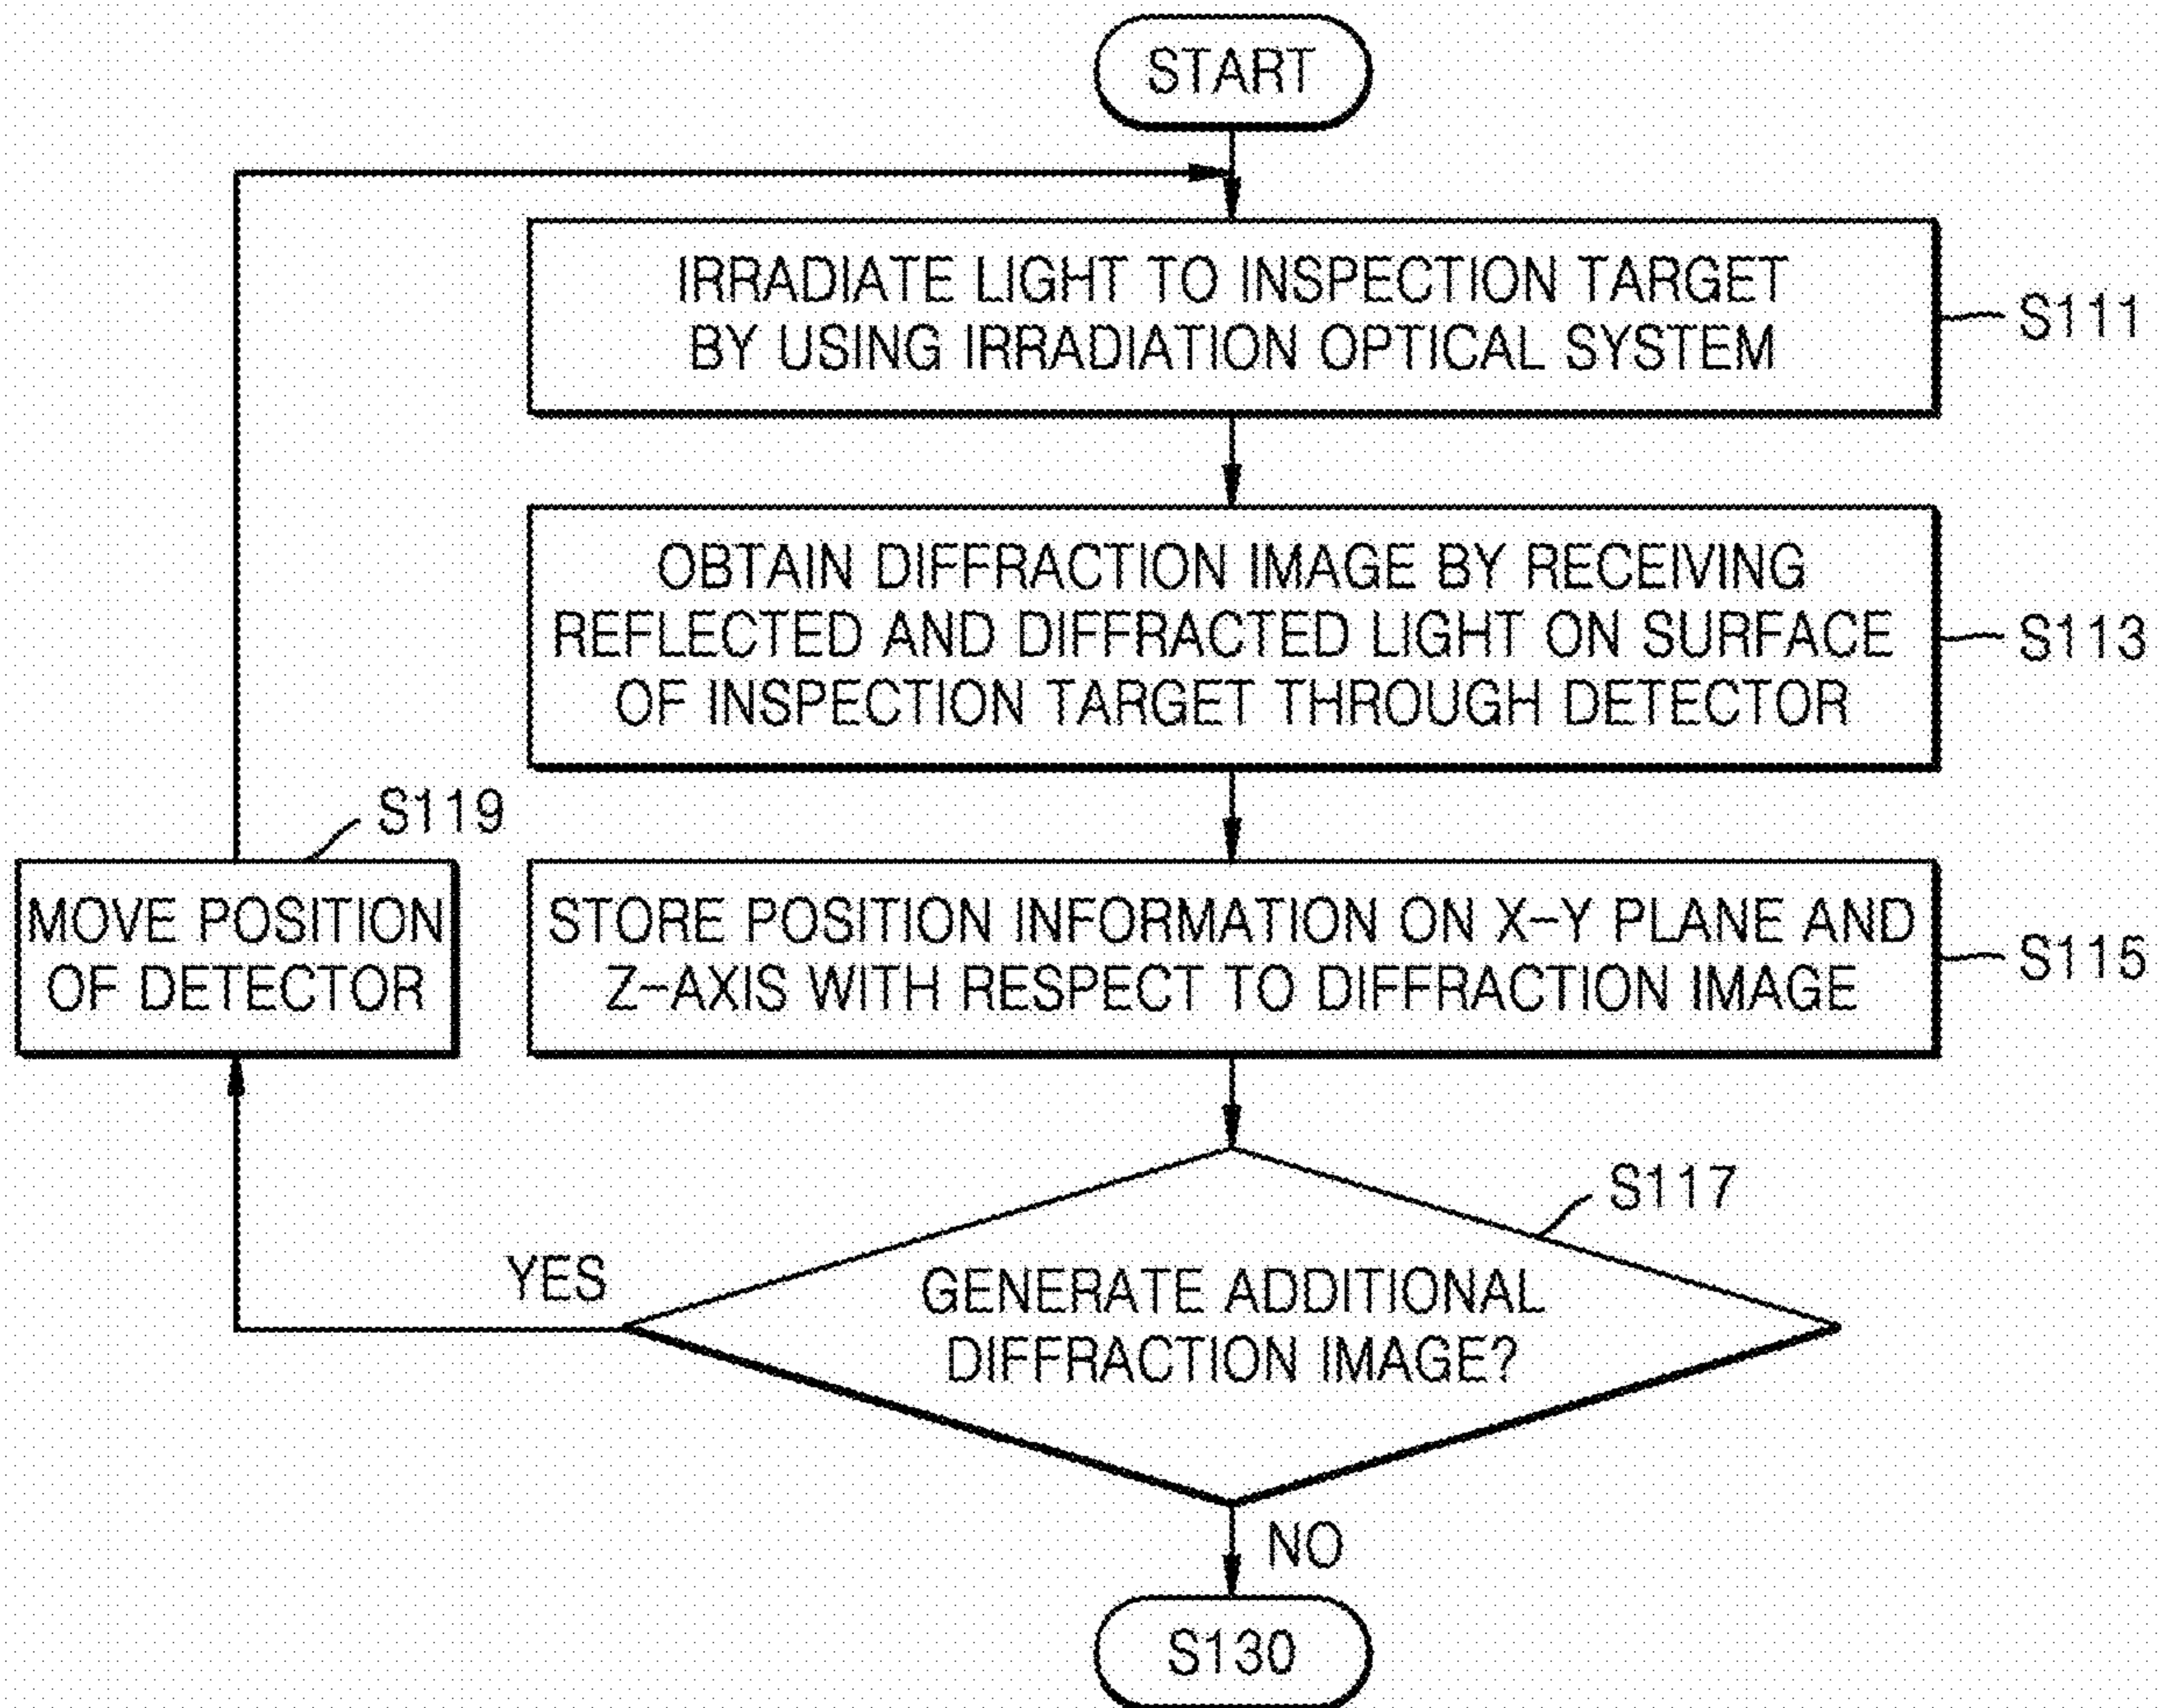 START
IRRADIATE LIGHT TO INSPECTION TARGET
BY USING IRRADIATION OPTICAL SYSTEM
S111
OBTAIN DIFFRACTION IMAGE BY RECEIVING
REFLECTED AND DIFFRACTED LIGHT ON SURFACE
OF INSPECTION TARGET THROUGH DETECTOR
S113
S119
MOVE POSITION
OF DETECTOR
STORE POSITION INFORMATION ON X-Y PLANE AND
Z-AXIS WITH RESPECT TO DIFFRACTION IMAGE
S115
S117
YES
GENERATE ADDITIONAL
DIFFRACTION IMAGE?
NO
S130